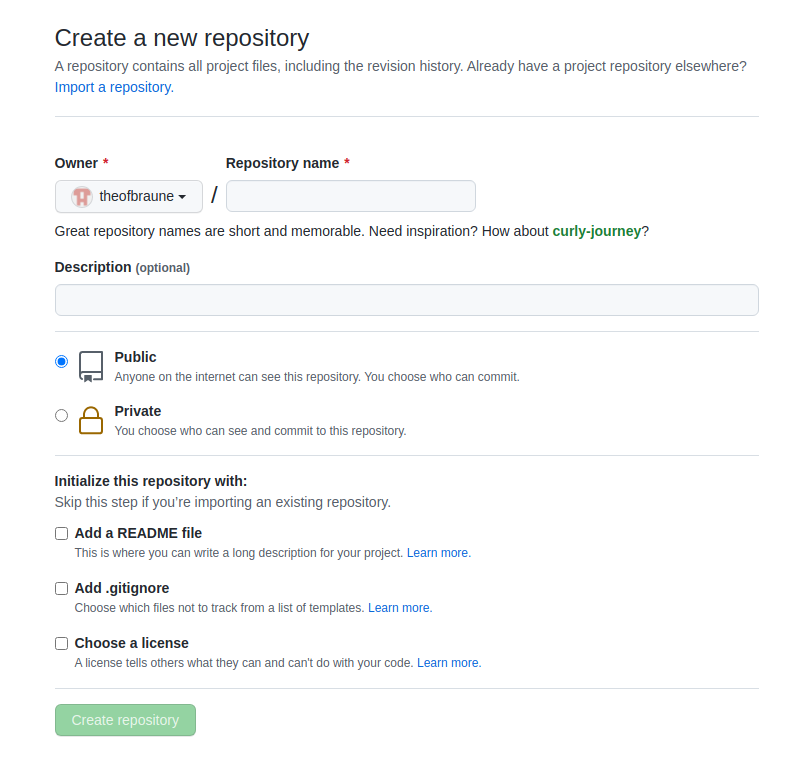 Create a new repository
A repository contains all project files, including the revision history. Already have a project repository elsewhere?
Import a repository.
Owner * Repository name *
theofbraune /
Great repository names are short and memorable. Need inspiration? How about curly-journey?
Description (optional)
Public
Anyone on the internet can see this repository. You choose who can commit.
Private
You choose who can see and commit to this repository.
Initialize this repository with:
Skip this step if you’re importing an existing repository.
Add a README file
This is where you can write a long description for your project. Learn more.
Add .gitignore
Choose which files not to track from a list of templates. Learn more.
Choose a license
A license tells others what they can and can't do with your code. Learn more.
Create repository